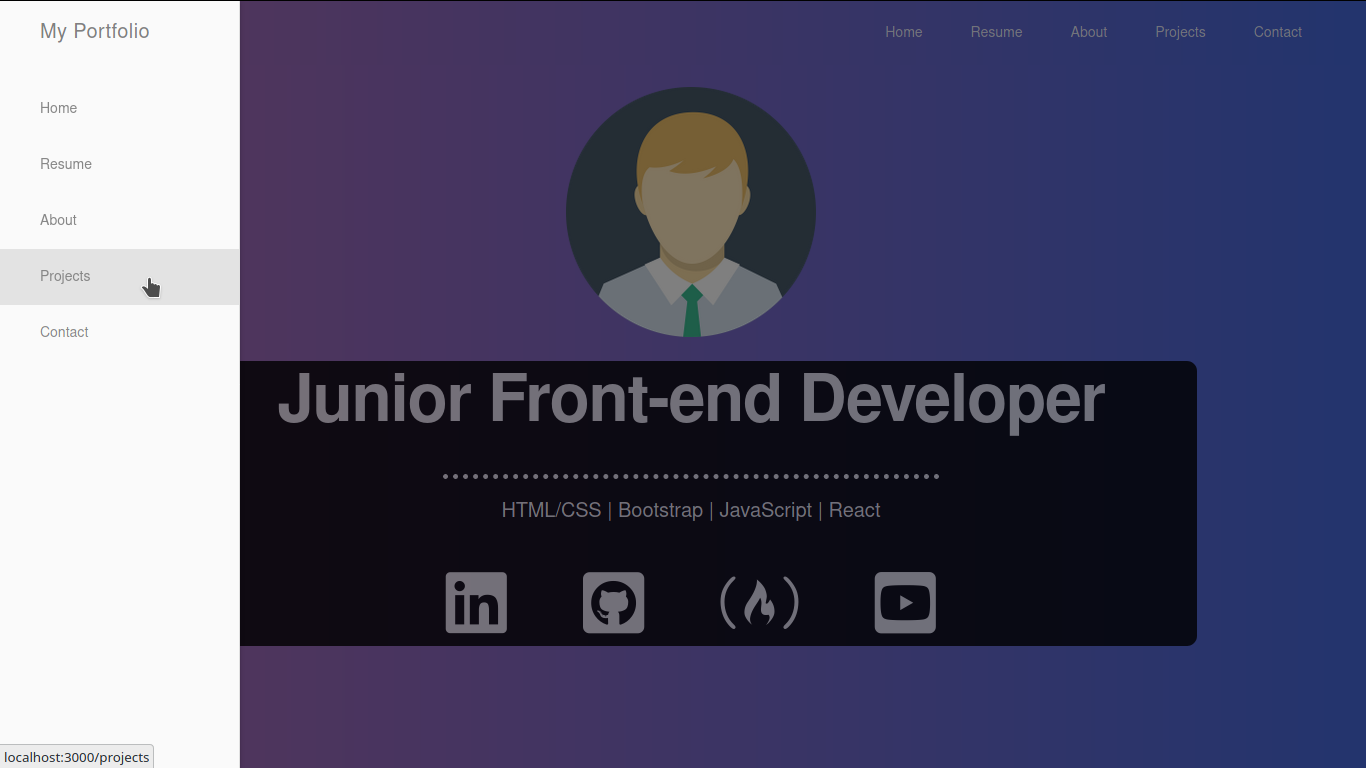 My Portfolio
Home Resume About Projects Contact
Home
Resume
About
Projects
Contact
Junior Front-end Developer
HTML/CSS | Bootstrap | JavaScript | React
in
localhost:3000/projects